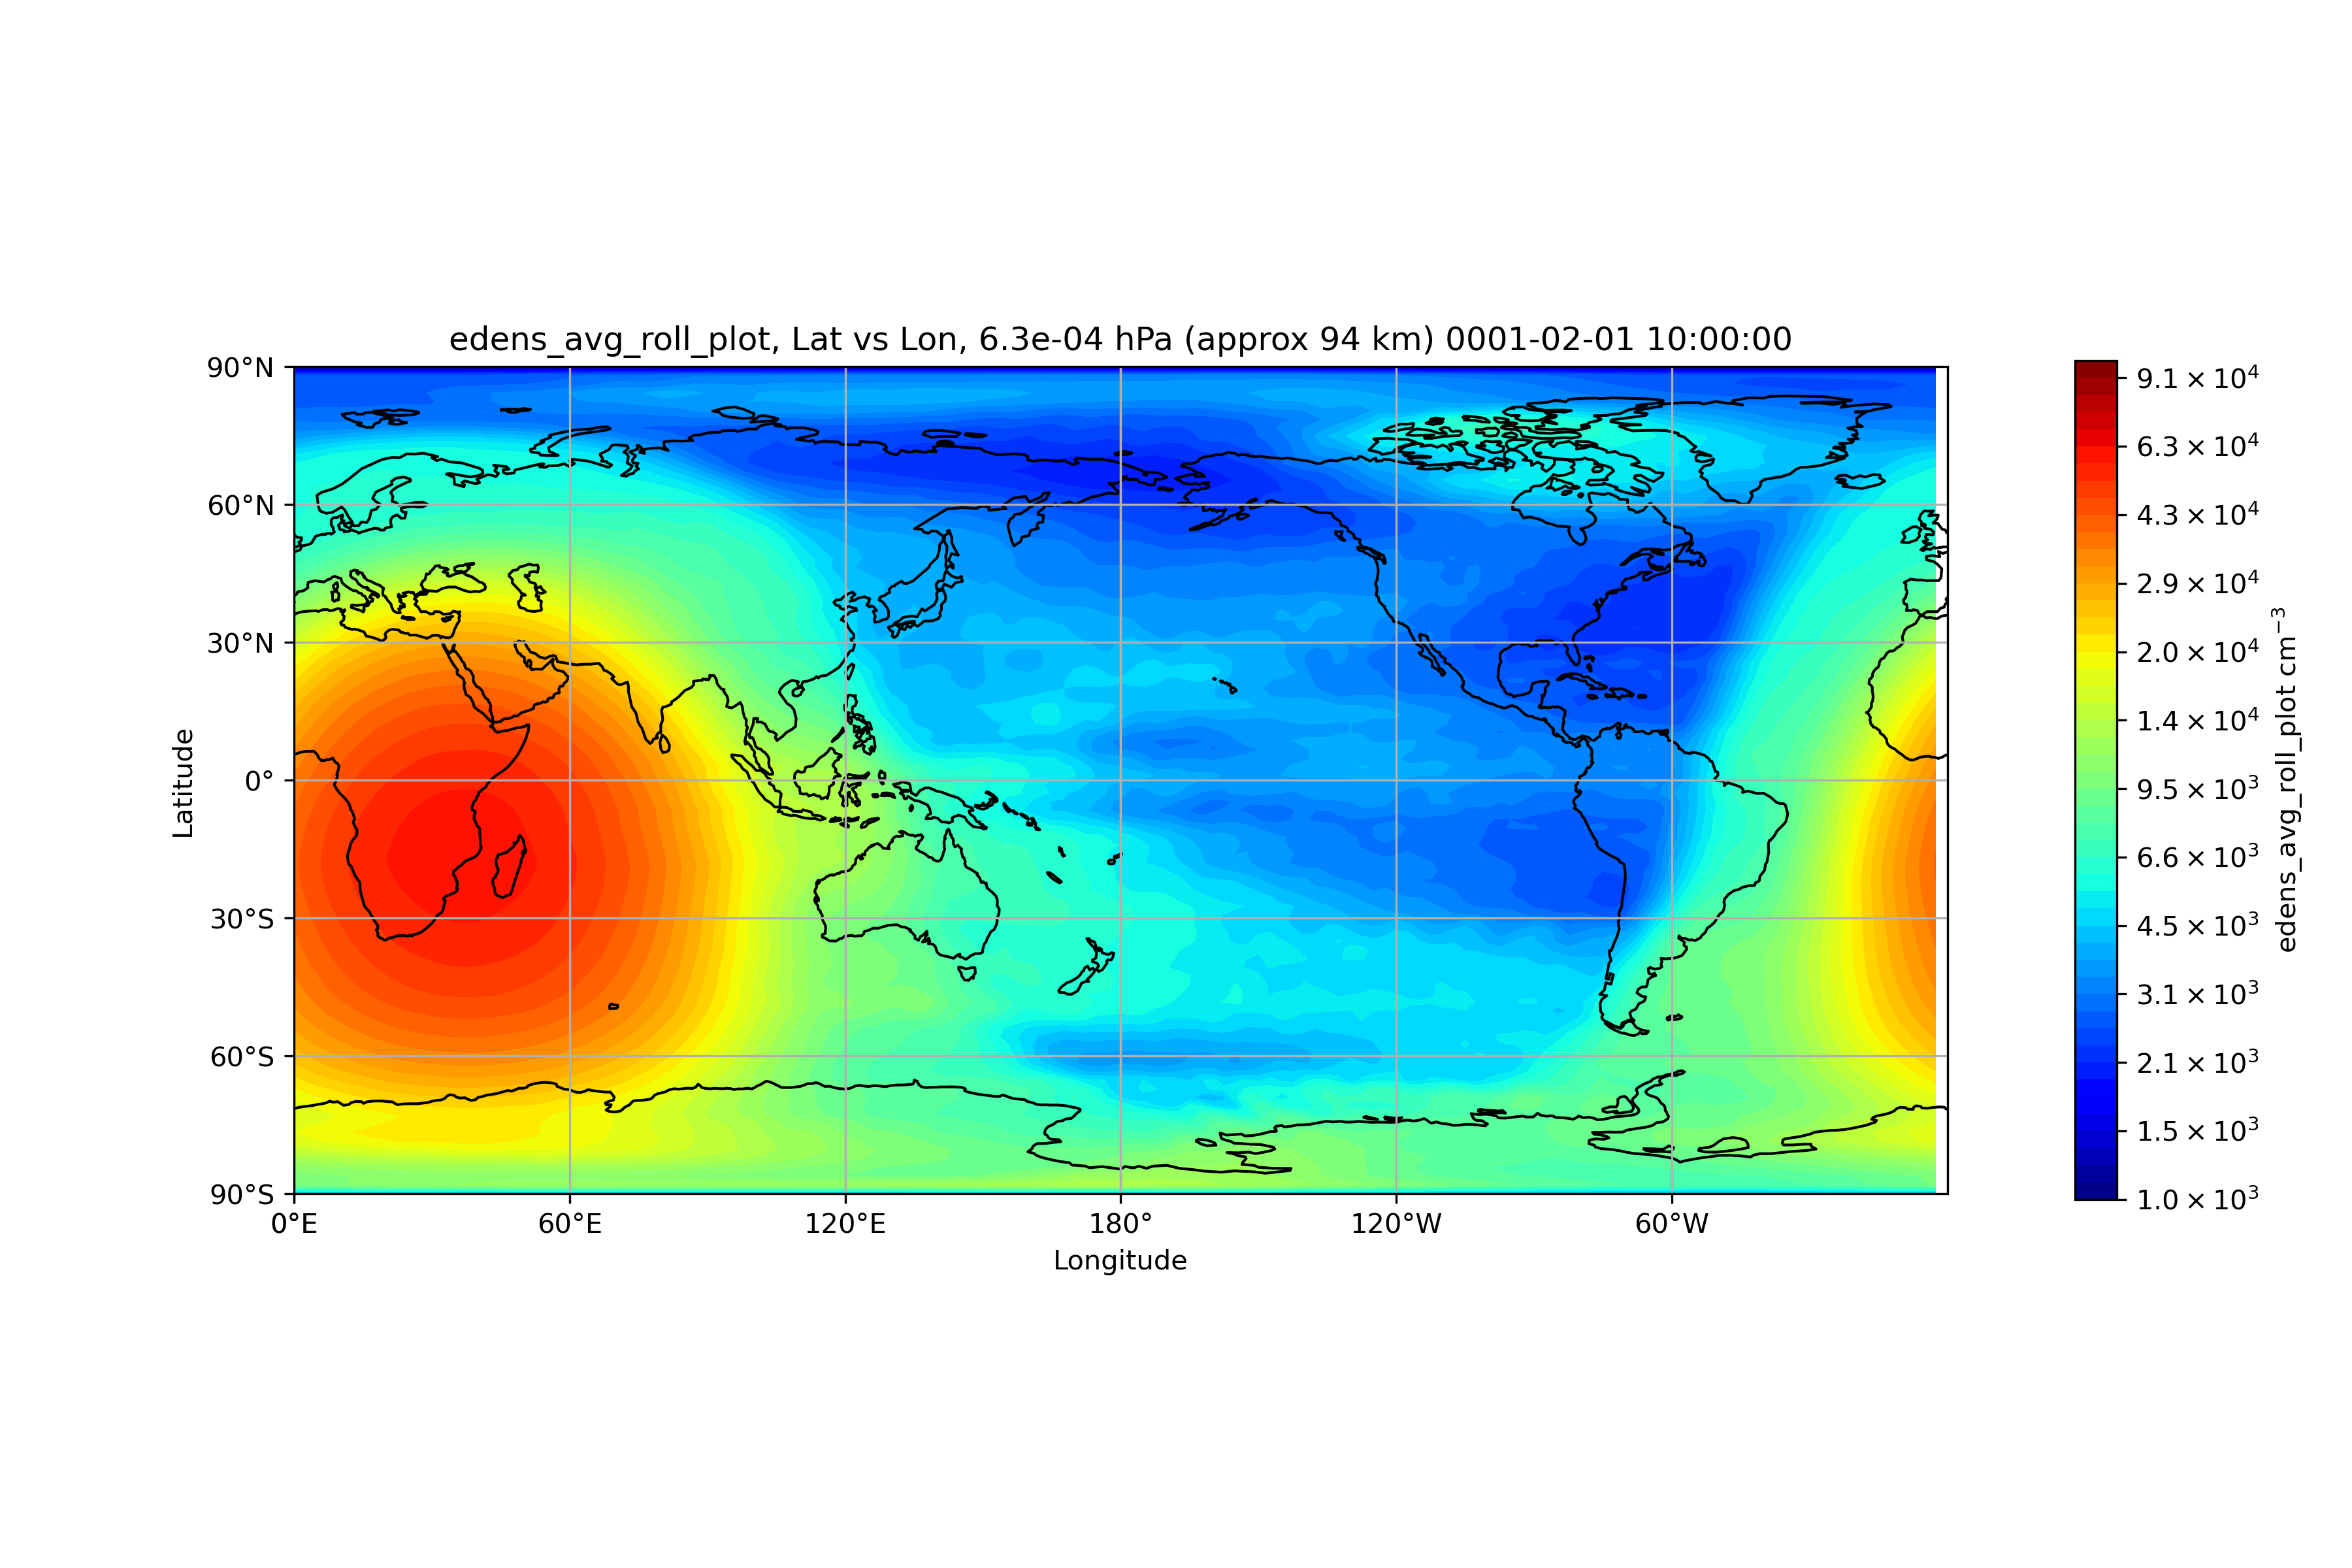 edens_avg_roll_plot, Lat vs Lon, 6.3e-04 hPa (approx 94 km) 0001-02-01 10:00:00
90°N
60°N
30°N
0°
30°S
60°S
90°S
Latitude
0°E
60°E
120°E
180°
120°W
60°W
Longitude
9.1 × 10⁴
6.3 × 10⁴
4.3 × 10⁴
2.9 × 10⁴
2.0 × 10⁴
1.4 × 10⁴
9.5 × 10³
6.6 × 10³
4.5 × 10³
3.1 × 10³
2.1 × 10³
1.5 × 10³
1.0 × 10³
edens_avg_roll_plot cm⁻³